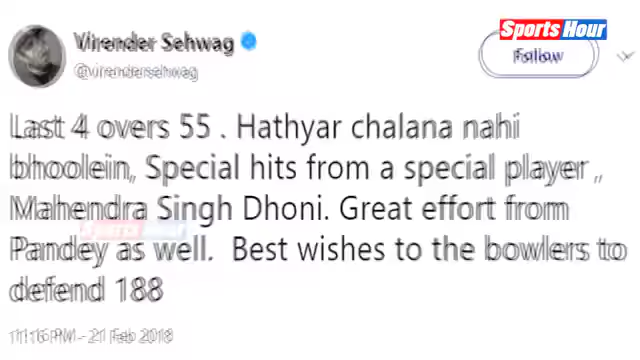 Sports Hour
Virender Sehwag
@virendersehwag
Follow
Last 4 overs 55 . Hathyar chalana nahi
bhoolein, Special hits from a special player ,
Mahendra Singh Dhoni. Great effort from
Sports Hour
Pandey as well. Best wishes to the bowlers to
defend 188
11:16 PM - 21 Feb 2018